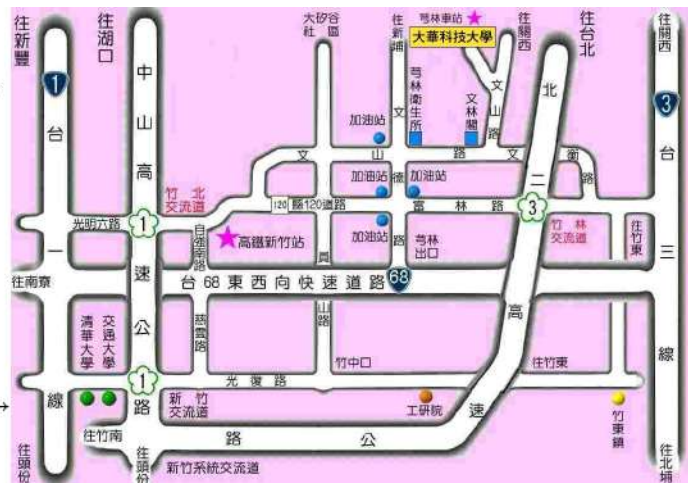 往新豐
往湖口
大矽谷
社區
往新埔
芎林車站
大華科技大學
往關西
往台北
往關西
1
台一線
中山高速公路
芎林衛生所
文林閣
文山路
北二高速公路
3
台三線
加油站
文山路
文衡路
竹北
交流道
加油站
文德路
加油站
120
縣120道路
富林路
3
光明六路
1
自強南路
高鐵新竹站
加油站
芎林
出口
竹林
交流道
往竹東
往南寮
台68東西向快速道路
68
員山路
慈雲路
清華大學
交通大學
1
光復路
竹中口
往竹東
新竹
交流道
工研院
竹東鎮
往竹南
往頭份
往頭份
新竹系統交流道
往北埔
→